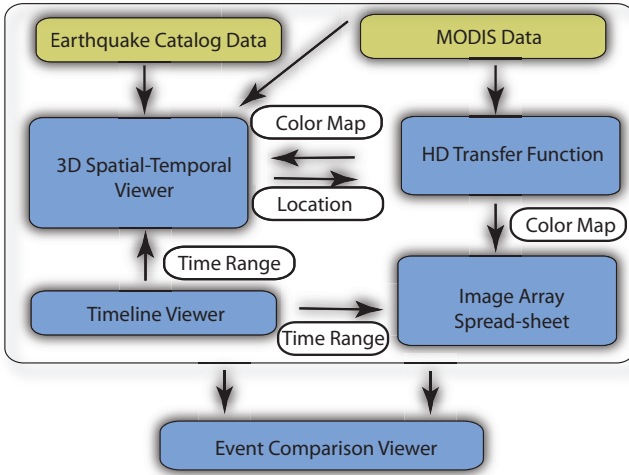 Earthquake Catalog Data
MODIS Data
Color Map
3D Spatial-Temporal
Viewer
HD Transfer Function
Location
Color Map
Time Range
Timeline Viewer
Image Array
Spread-sheet
Time Range
Event Comparison Viewer